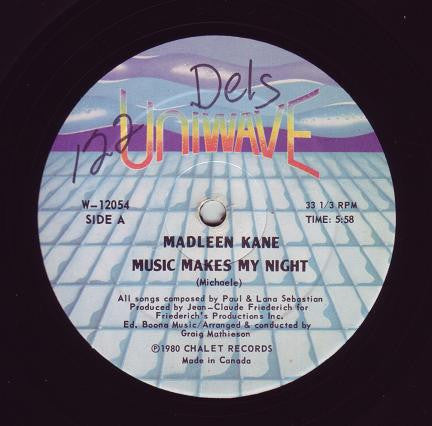 Dels
122
UNIWAVE
W-12054
SIDE A
33 1/3 RPM
TIME: 5:58
MADLEEN KANE
MUSIC MAKES MY NIGHT
(Michaele)
All songs composed by Paul & Lana Sebastian
Produced by Jean-Claude Friederich for
Friederich's Productions Inc.
Ed. Boona Music/Arranged & conducted by
Graig Mathieson
℗1980 CHALET RECORDS
Made in Canada